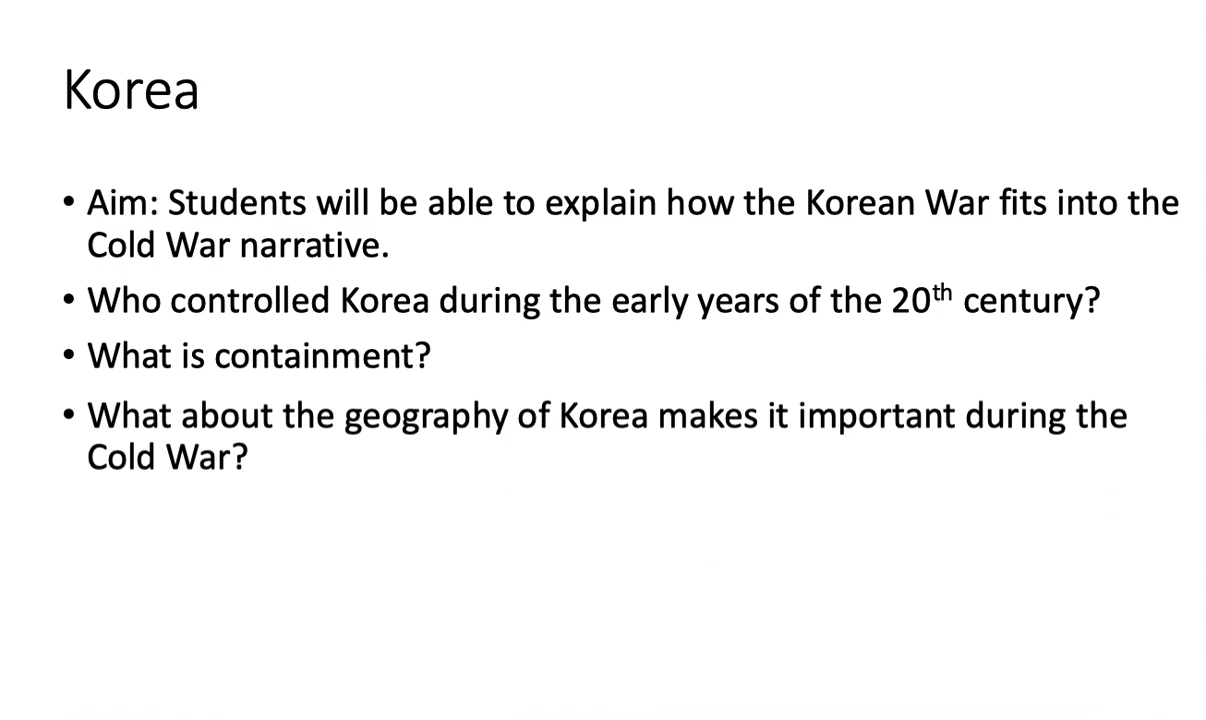 Korea
• Aim: Students will be able to explain how the Korean War fits into the
Cold War narrative.
• Who controlled Korea during the early years of the 20th century?
• What is containment?
• What about the geography of Korea makes it important during the
Cold War?